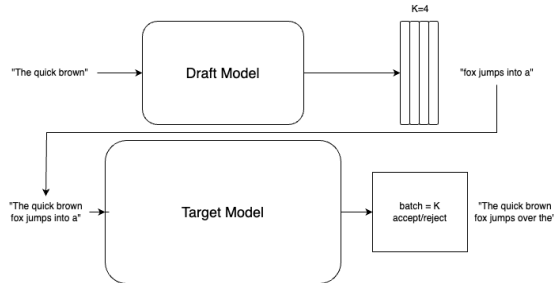 K=4
"The quick brown"
Draft Model
"fox jumps into a"
"The quick brown
fox jumps into a"
Target Model
batch = K
accept/reject
"The quick brown
fox jumps over the"